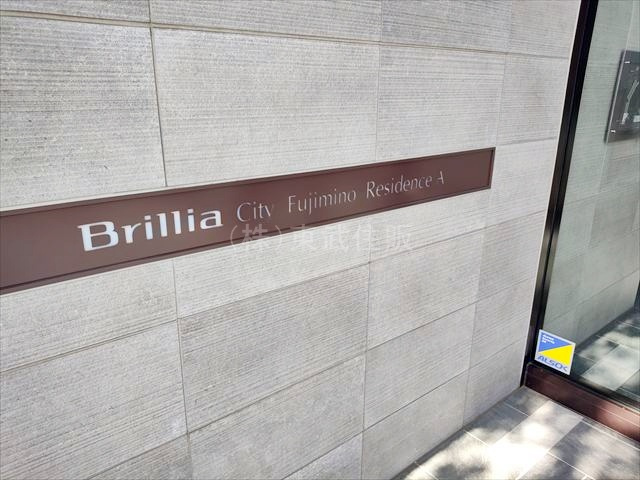 Brillia City Fujimino Residence A
(株)東武住販
ALSOK